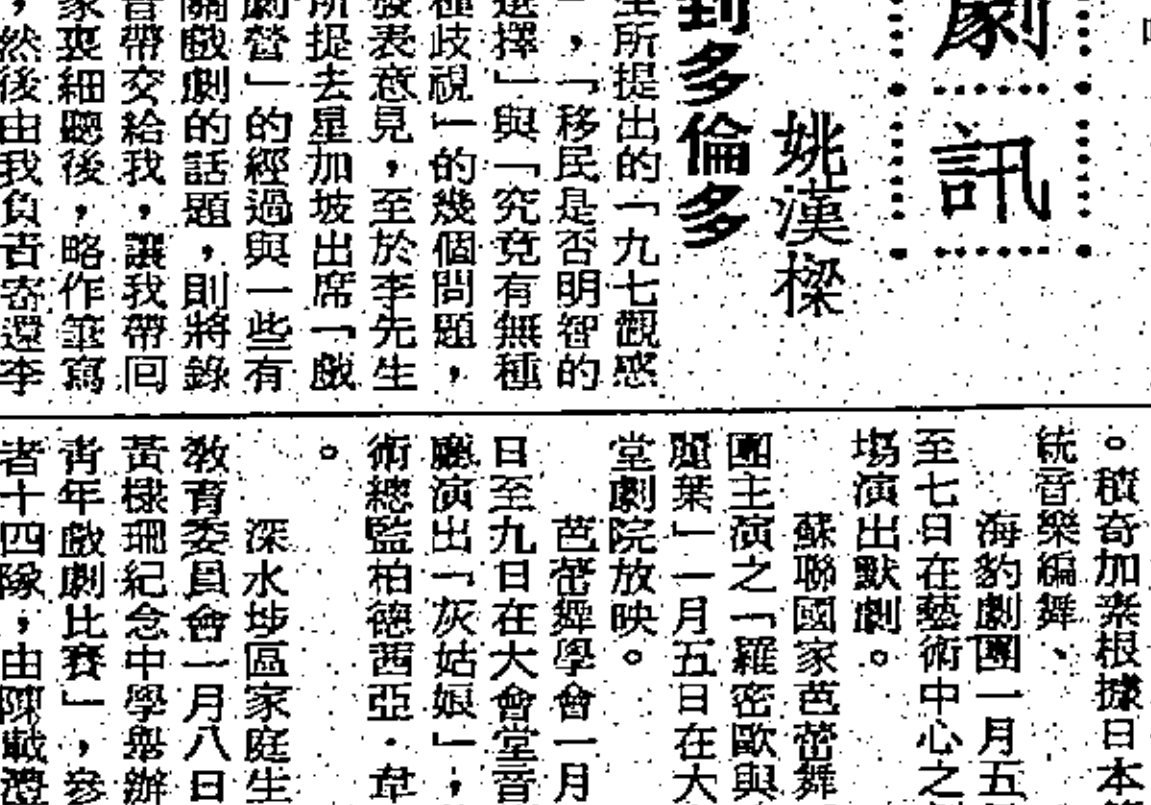 劇訊
姚漢樑
到多倫多
至所提出的「九七觀感
」,「移民是否明智的
選擇」與「究竟有無種
種歧視」的幾個問題,
發表意見,至於李先生
所提去星加坡出席「戲
劇營」的經過與一些有
關戲劇的話題,則將錄
音帶交給我,讓我帶回
家裏細聽後,略作筆寫
,然後由我負責寄還李
。積奇加素根據日本
統音樂編舞、
海豹劇團一月五
至七日在藝術中心之
場演出默劇。
蘇聯國家芭蕾舞
團主演之「羅密歐與
麗葉」一月五日在大
堂劇院放映。
芭蕾舞學會一月
日至九日在大會堂音
廳演出「灰姑娘」,
術總監柏德茜亞·韋
。
深水埗區家庭生
教育委員會一月八日
黃棣珊紀念中學舉辦
青年戲劇比賽」,參
者十四隊,由陳載澧